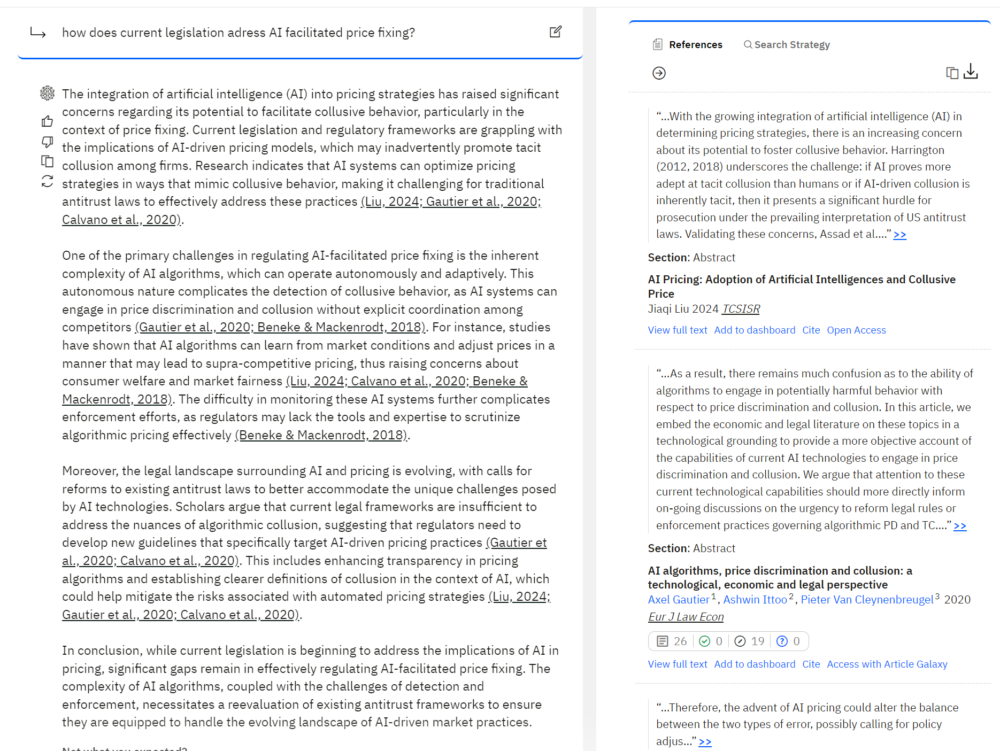 how does current legislation adress AI facilitated price fixing?
The integration of artificial intelligence (AI) into pricing strategies has raised significant
concerns regarding its potential to facilitate collusive behavior, particularly in the
context of price fixing. Current legislation and regulatory frameworks are grappling with
the implications of AI-driven pricing models, which may inadvertently promote tacit
collusion among firms. Research indicates that AI systems can optimize pricing
strategies in ways that mimic collusive behavior, making it challenging for traditional
antitrust laws to effectively address these practices (Liu, 2024; Gautier et al., 2020;
Calvano et al., 2020).
One of the primary challenges in regulating AI-facilitated price fixing is the inherent
complexity of AI algorithms, which can operate autonomously and adaptively. This
autonomous nature complicates the detection of collusive behavior, as AI systems can
engage in price discrimination and collusion without explicit coordination among
competitors (Gautier et al., 2020; Beneke & Mackenrodt, 2018). For instance, studies
have shown that AI algorithms can learn from market conditions and adjust prices in a
manner that may lead to supra-competitive pricing, thus raising concerns about
consumer welfare and market fairness (Liu, 2024; Calvano et al., 2020; Beneke &
Mackenrodt, 2018). The difficulty in monitoring these AI systems further complicates
enforcement efforts, as regulators may lack the tools and expertise to scrutinize
algorithmic pricing effectively (Beneke & Mackenrodt, 2018).
Moreover, the legal landscape surrounding AI and pricing is evolving, with calls for
reforms to existing antitrust laws to better accommodate the unique challenges posed
by AI technologies. Scholars argue that current legal frameworks are insufficient to
address the nuances of algorithmic collusion, suggesting that regulators need to
develop new guidelines that specifically target AI-driven pricing practices (Gautier et
al., 2020; Calvano et al., 2020). This includes enhancing transparency in pricing
algorithms and establishing clearer definitions of collusion in the context of AI, which
could help mitigate the risks associated with automated pricing strategies (Liu, 2024;
Gautier et al., 2020; Calvano et al., 2020).
In conclusion, while current legislation is beginning to address the implications of AI in
pricing, significant gaps remain in effectively regulating AI-facilitated price fixing. The
complexity of AI algorithms, coupled with the challenges of detection and
enforcement, necessitates a reevaluation of existing antitrust frameworks to ensure
they are equipped to handle the evolving landscape of AI-driven market practices.
Not what you expected?
References Search Strategy
“...With the growing integration of artificial intelligence (AI) in
determining pricing strategies, there is an increasing concern
about its potential to foster collusive behavior. Harrington
(2012, 2018) underscores the challenge: if AI proves more
adept at tacit collusion than humans or if AI-driven collusion is
inherently tacit, then it presents a significant hurdle for
prosecution under the prevailing interpretation of US antitrust
laws. Validating these concerns, Assad et al....” >>
Section: Abstract
AI Pricing: Adoption of Artificial Intelligences and Collusive
Price
Jiaqi Liu 2024 TCSISR
View full text Add to dashboard Cite Open Access
“...As a result, there remains much confusion as to the ability of
algorithms to engage in potentially harmful behavior with
respect to price discrimination and collusion. In this article, we
embed the economic and legal literature on these topics in a
technological grounding to provide a more objective account of
the capabilities of current AI technologies to engage in price
discrimination and collusion. We argue that attention to these
current technological capabilities should more directly inform
on-going discussions on the urgency to reform legal rules or
enforcement practices governing algorithmic PD and TC....” >>
Section: Abstract
AI algorithms, price discrimination and collusion: a
technological, economic and legal perspective
Axel Gautier 1, Ashwin Ittoo 2, Pieter Van Cleynenbreugel 3 2020
Eur J Law Econ
26 0 19 0
View full text Add to dashboard Cite Access with Article Galaxy
“...Therefore, the advent of AI pricing could alter the balance
between the two types of error, possibly calling for policy
adjus...” >>